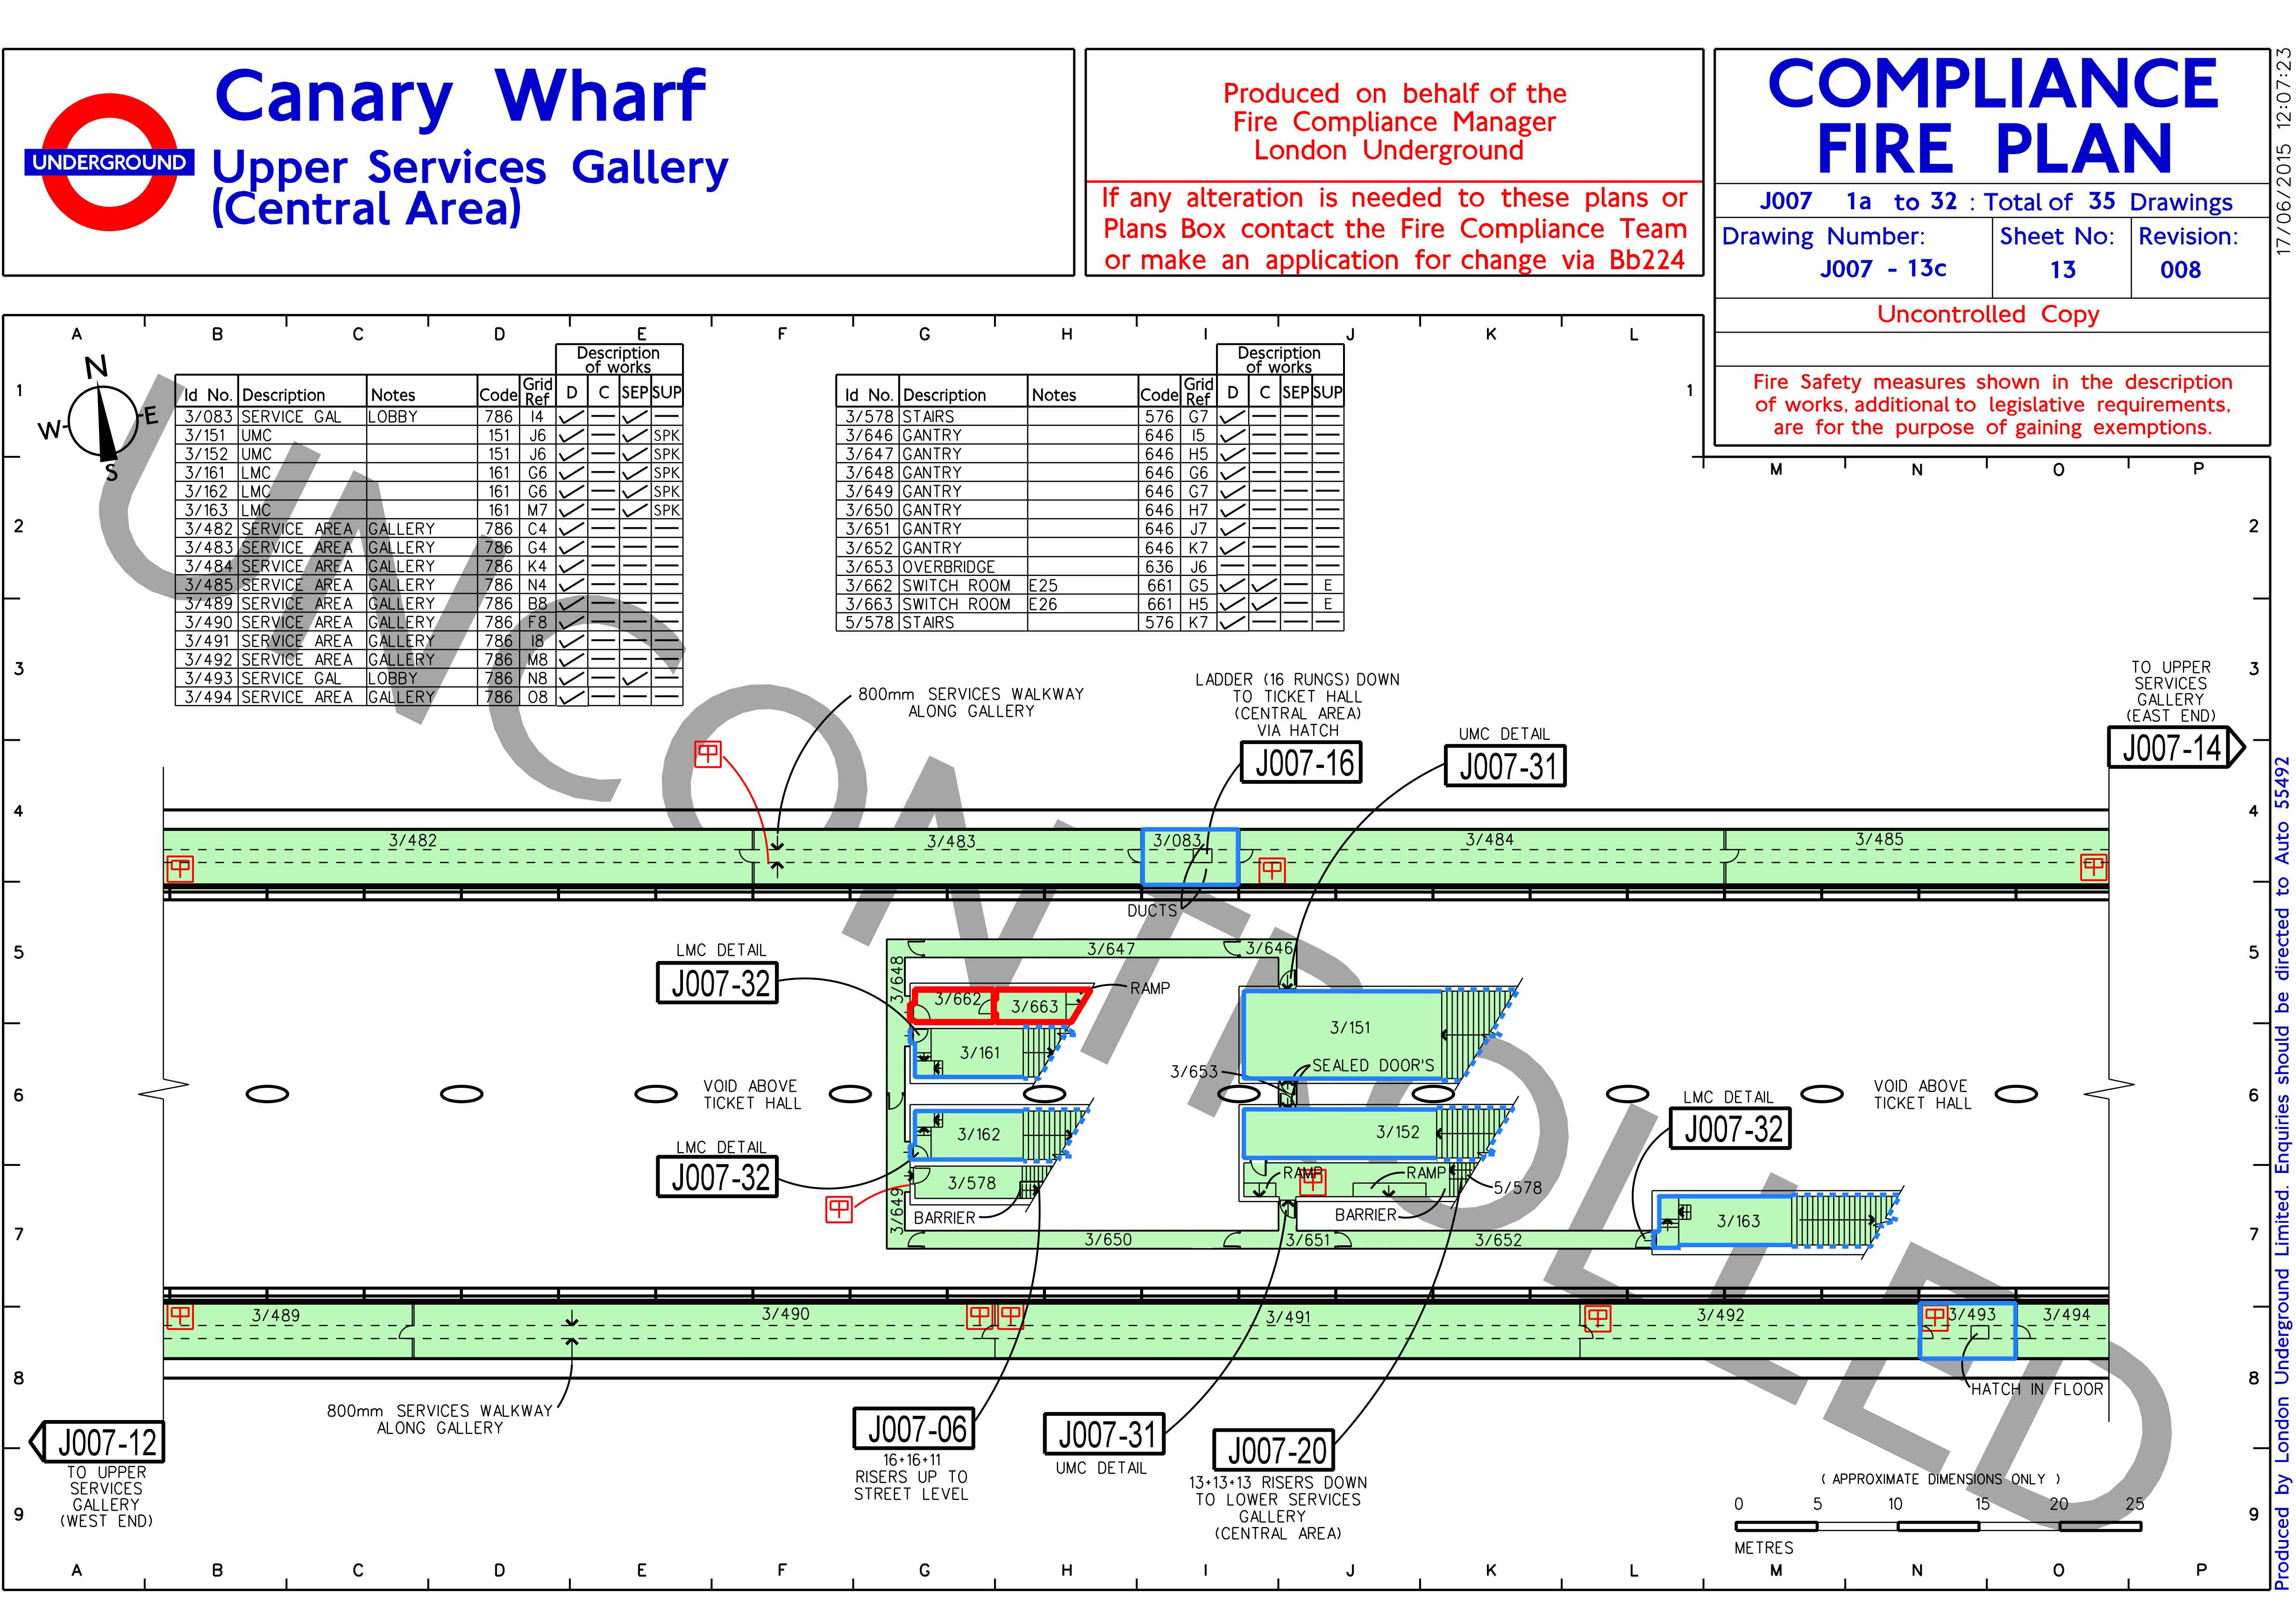 Canary Wharf
UNDERGROUND
Upper Services Gallery
(Central Area)
Produced on behalf of the
Fire Compliance Manager
London Underground
If any alteration is needed to these plans or
Plans Box contact the Fire Compliance Team
or make an application for change via Bb224
COMPLIANCE
FIRE PLAN
J007 1a to 32 : Total of 35 Drawings
Drawing Number: Sheet No: Revision:
J007 - 13c 13 008
Uncontrolled Copy
Fire Safety measures shown in the description
of works, additional to legislative requirements,
are for the purpose of gaining exemptions.
17/06/2015 12:07:23
Produced by London Underground Limited. Enquiries should be directed to Auto 55492
A B C D E F G H I J K L
M N O P
1 1
2 2
3 3
4 4
5 5
6 6
7 7
8 8
9 9
N
W E
S
Description
of works
Id No. Description Notes Code Grid Ref D C SEP SUP
3/083 SERVICE GAL LOBBY 786 I4 ✓ — ✓ —
3/151 UMC 151 J6 ✓ — ✓ SPK
3/152 UMC 151 J6 ✓ — ✓ SPK
3/161 LMC 161 G6 ✓ — ✓ SPK
3/162 LMC 161 G6 ✓ — ✓ SPK
3/163 LMC 161 M7 ✓ — ✓ SPK
3/482 SERVICE AREA GALLERY 786 C4 ✓ — — —
3/483 SERVICE AREA GALLERY 786 G4 ✓ — — —
3/484 SERVICE AREA GALLERY 786 K4 ✓ — — —
3/485 SERVICE AREA GALLERY 786 N4 ✓ — — —
3/489 SERVICE AREA GALLERY 786 B8 ✓ — — —
3/490 SERVICE AREA GALLERY 786 F8 ✓ — — —
3/491 SERVICE AREA GALLERY 786 I8 ✓ — — —
3/492 SERVICE AREA GALLERY 786 M8 ✓ — — —
3/493 SERVICE GAL LOBBY 786 N8 ✓ — ✓ —
3/494 SERVICE AREA GALLERY 786 O8 ✓ — — —
Description
of works
Id No. Description Notes Code Grid Ref D C SEP SUP
3/578 STAIRS 576 G7 ✓ — — —
3/646 GANTRY 646 I5 ✓ — — —
3/647 GANTRY 646 H5 ✓ — — —
3/648 GANTRY 646 G6 ✓ — — —
3/649 GANTRY 646 G7 ✓ — — —
3/650 GANTRY 646 H7 ✓ — — —
3/651 GANTRY 646 J7 ✓ — — —
3/652 GANTRY 646 K7 ✓ — — —
3/653 OVERBRIDGE 636 J6 — — — —
3/662 SWITCH ROOM E25 661 G5 ✓ ✓ — E
3/663 SWITCH ROOM E26 661 H5 ✓ ✓ — E
5/578 STAIRS 576 K7 ✓ — — —
UNCONTROLLED
800mm SERVICES WALKWAY
ALONG GALLERY
LADDER (16 RUNGS) DOWN
TO TICKET HALL
(CENTRAL AREA)
VIA HATCH
J007-16
UMC DETAIL
J007-31
TO UPPER
SERVICES
GALLERY
(EAST END)
J007-14
3/482
3/483
3/083
3/484
3/485
DUCTS
LMC DETAIL
J007-32
3/647
3/646
3/648
3/662
3/663
RAMP
3/161
3/151
SEALED DOOR'S
3/653
VOID ABOVE
TICKET HALL
VOID ABOVE
TICKET HALL
LMC DETAIL
J007-32
LMC DETAIL
J007-32
3/162
3/152
3/578
RAMP
RAMP
5/578
BARRIER
BARRIER
3/649
3/163
3/650
3/651
3/652
3/489
3/490
3/491
3/492
3/493
3/494
HATCH IN FLOOR
800mm SERVICES WALKWAY
ALONG GALLERY
J007-12
TO UPPER
SERVICES
GALLERY
(WEST END)
J007-06
16+16+11
RISERS UP TO
STREET LEVEL
J007-31
UMC DETAIL
J007-20
13+13+13 RISERS DOWN
TO LOWER SERVICES
GALLERY
(CENTRAL AREA)
( APPROXIMATE DIMENSIONS ONLY )
0 5 10 15 20 25
METRES
A B C D E F G H I J K L M N O P